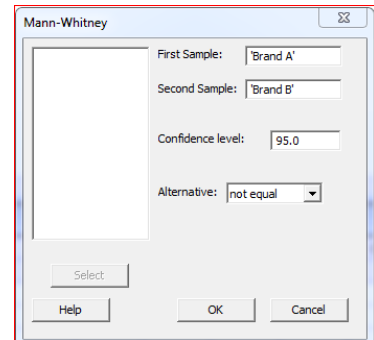 Mann-Whitney
First Sample: 'Brand A'
Second Sample: 'Brand B'
Confidence level: 95.0
Alternative: not equal
Select
Help OK Cancel